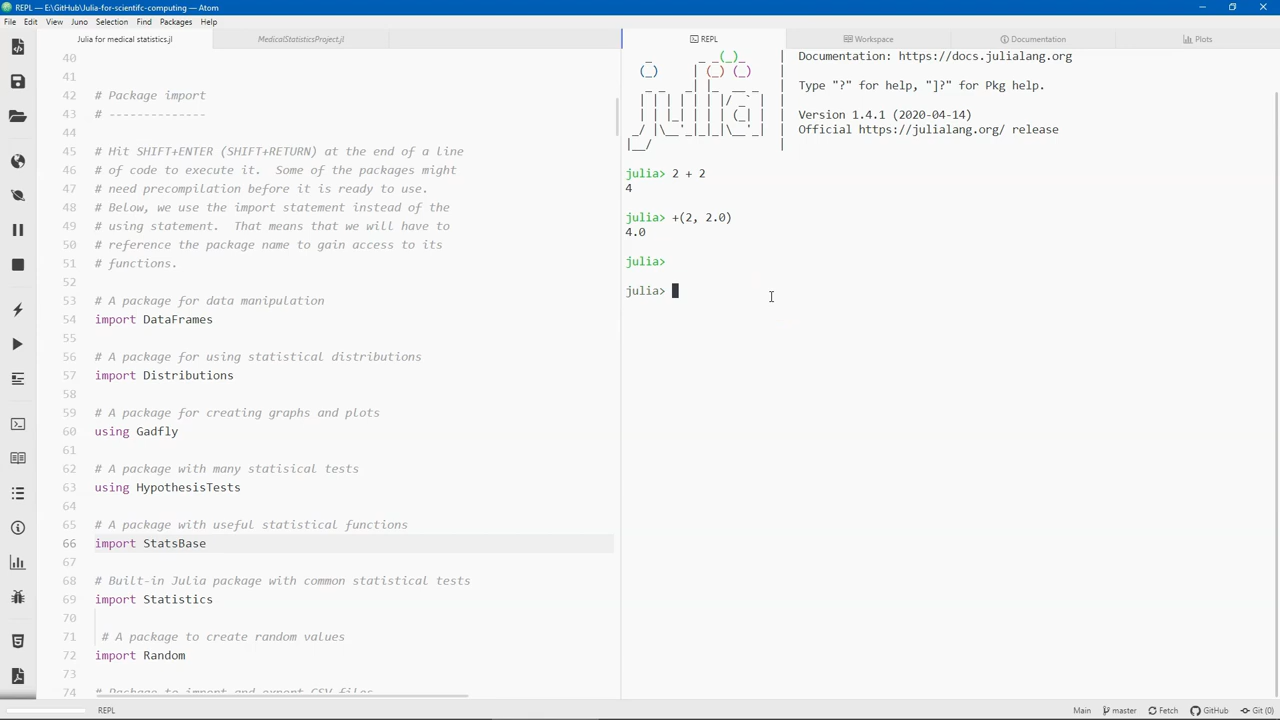 REPL — E:\GitHub\Julia-for-scientifc-computing — Atom
File Edit View Juno Selection Find Packages Help
Julia for medical statistics.jl
MedicalStatisticsProject.jl
REPL
Workspace
Documentation
Plots
40
41
42 # Package import
43 # --------------
44
45 # Hit SHIFT+ENTER (SHIFT+RETURN) at the end of a line
46 # of code to execute it.  Some of the packages might
47 # need precompilation before it is ready to use.
48 # Below, we use the import statement instead of the
49 # using statement.  That means that we will have to
50 # reference the package name to gain access to its
51 # functions.
52
53 # A package for data manipulation
54 import DataFrames
55
56 # A package for using statistical distributions
57 import Distributions
58
59 # A package for creating graphs and plots
60 using Gadfly
61
62 # A package with many statisical tests
63 using HypothesisTests
64
65 # A package with useful statistical functions
66 import StatsBase
67
68 # Built-in Julia package with common statistical tests
69 import Statistics
70
71 # A package to create random values
72 import Random
73
74 # Package to import and export CSV files
Documentation: https://docs.julialang.org
Type "?" for help, "]?" for Pkg help.
Version 1.4.1 (2020-04-14)
Official https://julialang.org/ release
julia> 2 + 2
4
julia> +(2, 2.0)
4.0
julia>
julia>
REPL
Main
master
Fetch
GitHub
Git (0)